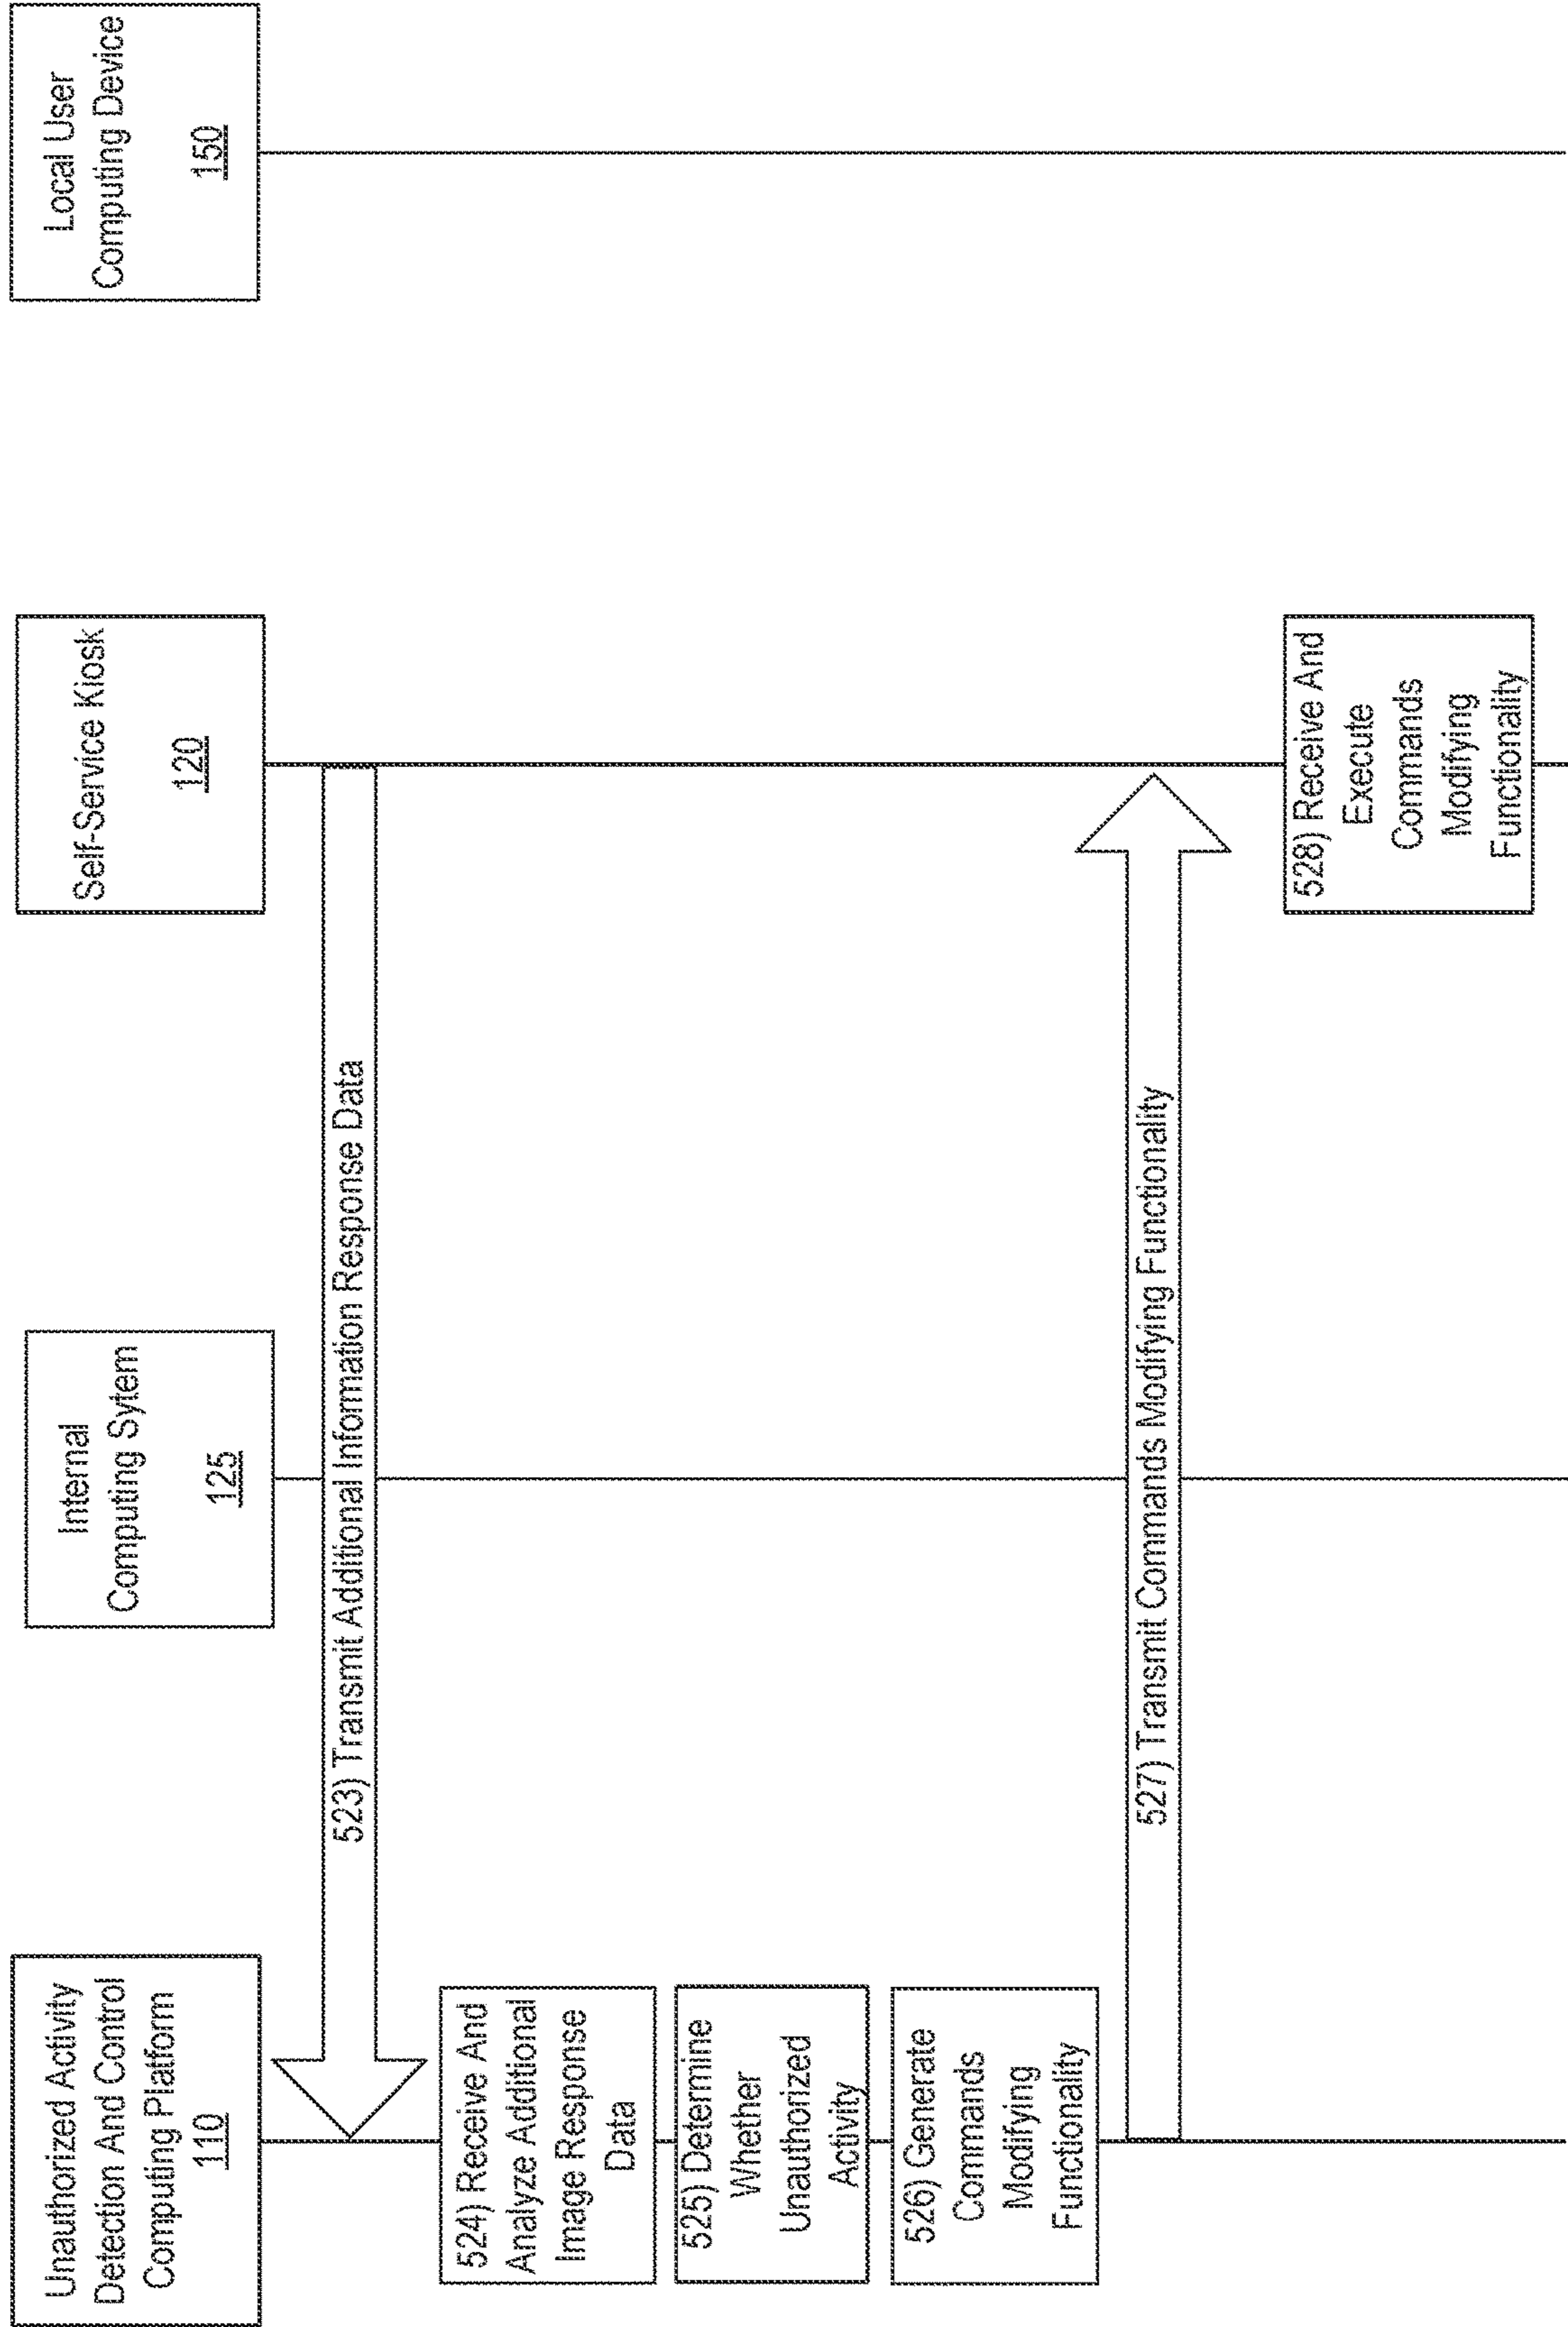 Unauthorized Activity
Detection And Control
Computing Platform
110
Internal
Computing Sytem
125
Self-Service Kiosk
120
Local User
Computing Device
150
523) Transmit Additional Information Response Data
524) Receive And
Analyze Additional
Image Response
Data
525) Determine
Whether
Unauthorized
Activity
526) Generate
Commands
Modifying
Functionality
527) Transmit Commands Modifying Functionality
528) Receive And
Execute
Commands
Modifying
Functionality